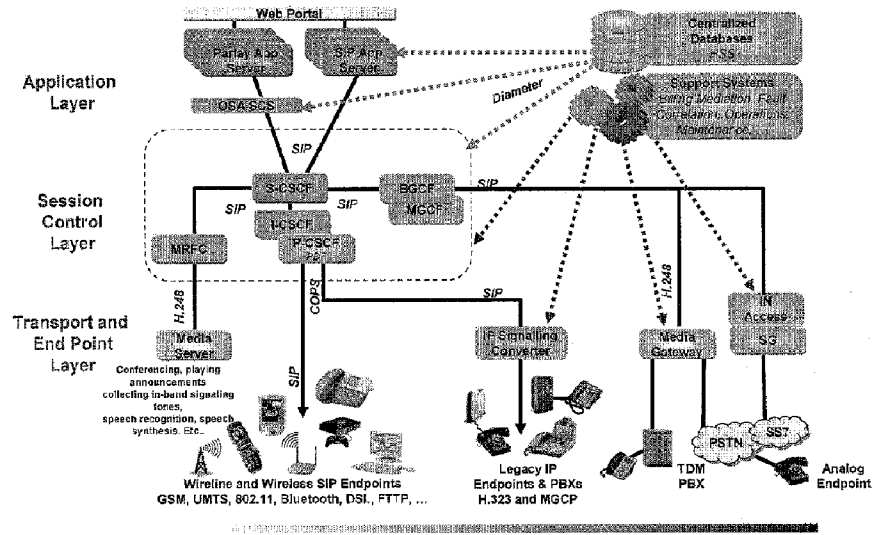 Web Portal
Parlay App
Server
SIP App
Server
Centralized
Databases
HSS
Application
Layer
OSA SCS
Diameter
Support Systems
Billing Mediation, Fault
Correlation, Operations
Maintenance
SIP
S-CSCF
BGCF
SIP
Session
Control
Layer
SIP
SIP
MGCF
I-CSCF
MRFC
P-CSCF
H.248
COPS
SIP
H.248
IN
Access
Transport and
End Point
Layer
Media
Server
IP Signalling
Converter
Media
Gateway
SG
Conferencing, playing
announcements
collecting in-band signaling
tones,
speech recognition, speech
synthesis. Etc..
SIP
PSTN
SS7
Wireline and Wireless SIP Endpoints
GSM, UMTS, 802.11, Bluetooth, DSL, FTTP, ...
Legacy IP
Endpoints & PBXs
H.323 and MGCP
TDM
PBX
Analog
Endpoint